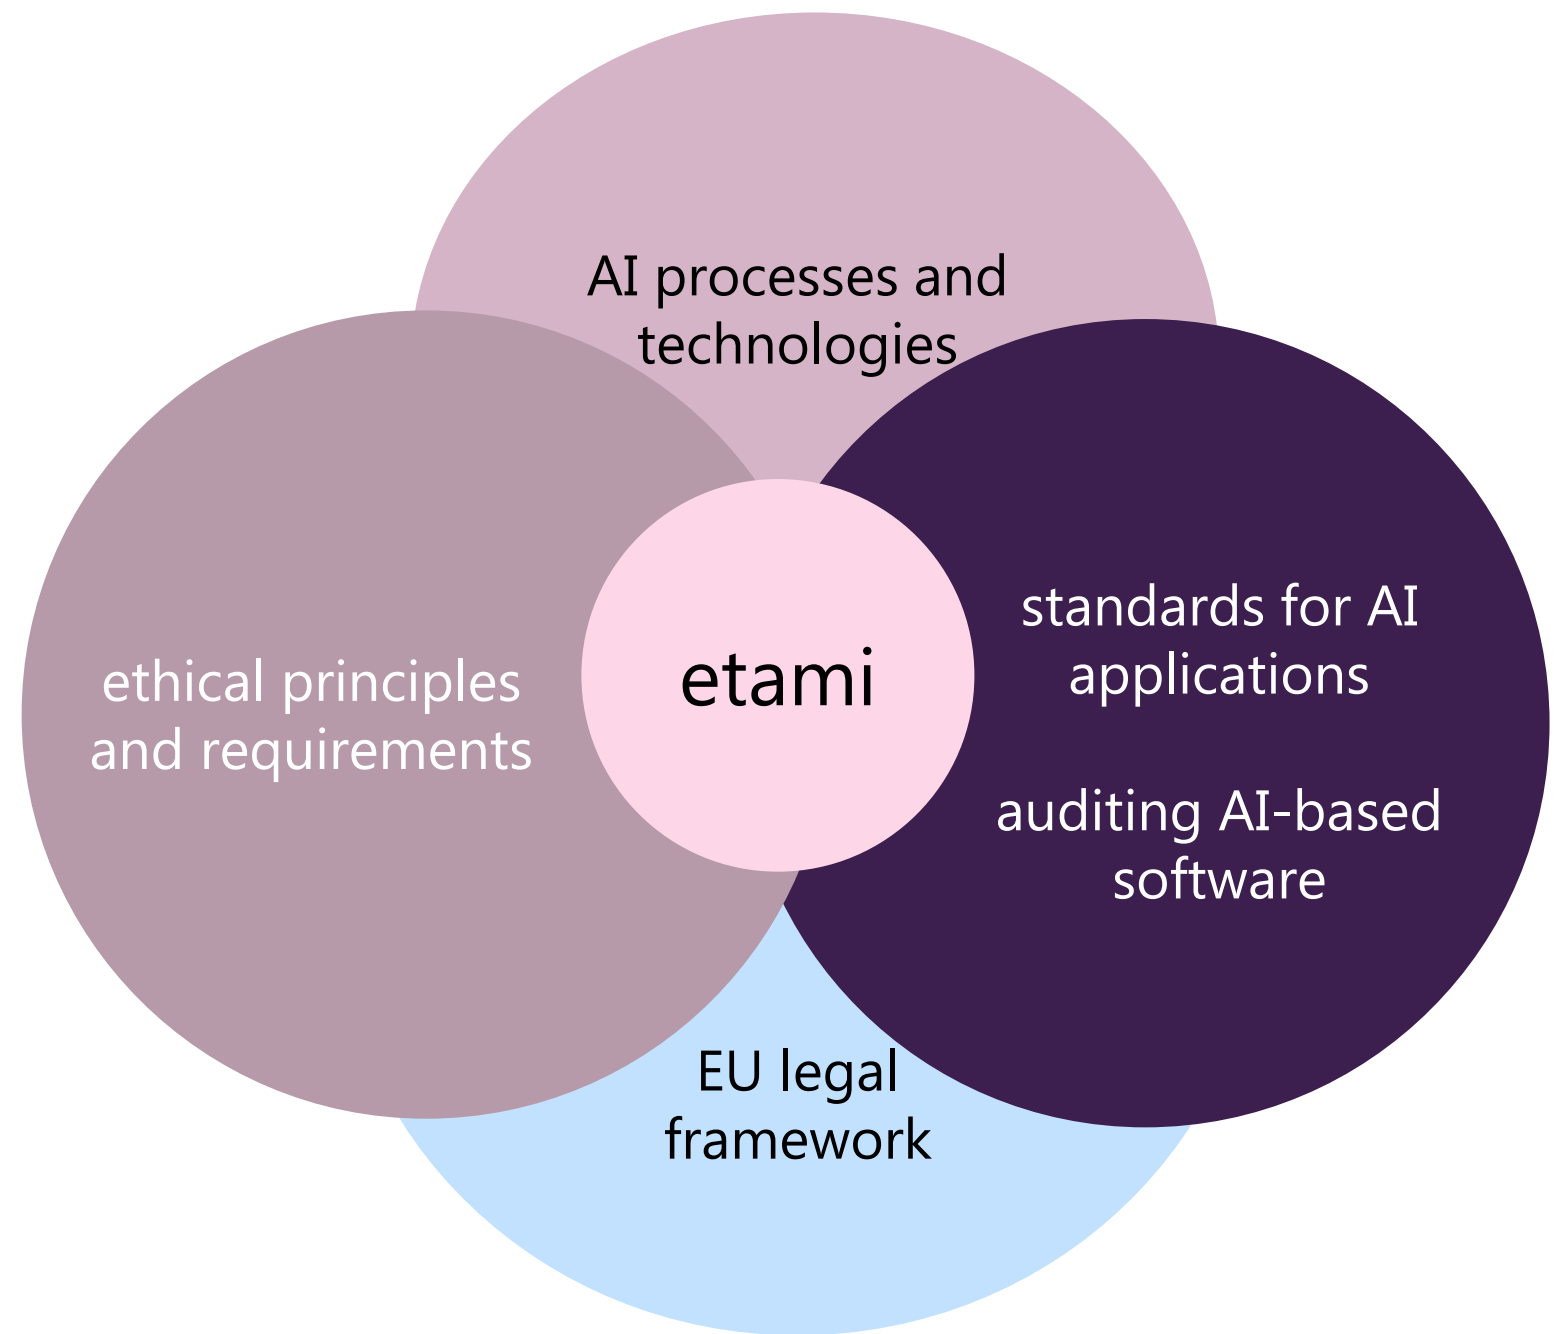 AI processes and
technologies
ethical principles
and requirements
etami
standards for AI
applications
auditing AI-based
software
EU legal
framework